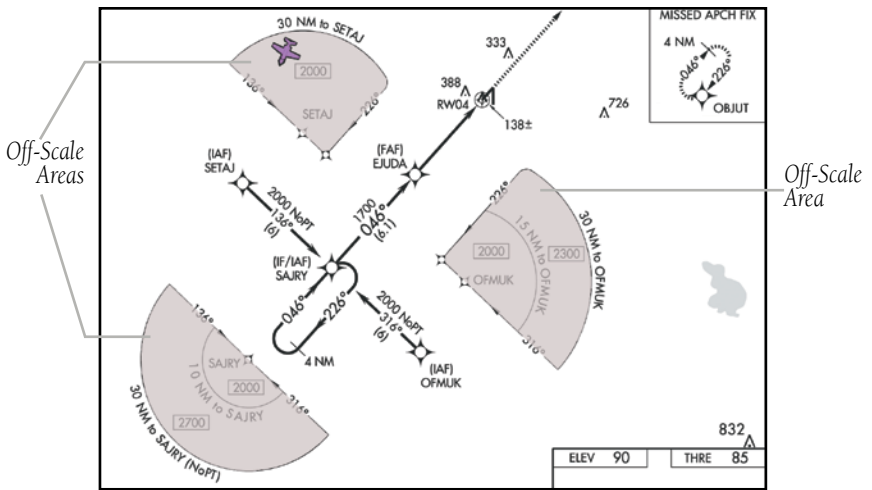 Off-Scale
Areas
Off-Scale
Area
30 NM to SETAJ
2000
136°
226°
SETAJ
(IAF)
SETAJ
2000 NoPT
136°
(6)
(FAF)
EJUDA
1700
046°
(6.1)
333
388
RW04
138±
726
MISSED APCH FIX
4 NM
046°
226°
OBJUT
(IF/IAF)
SAJRY
046°
226°
4 NM
2000 NoPT
316°
(6)
(IAF)
OFMUK
226°
2000
2300
OFMUK
15 NM to OFMUK
30 NM to OFMUK
316°
136°
SAJRY
2000
10 NM to SAJRY
316°
2700
30 NM to SAJRY (NoPT)
832
ELEV 90
THRE 85